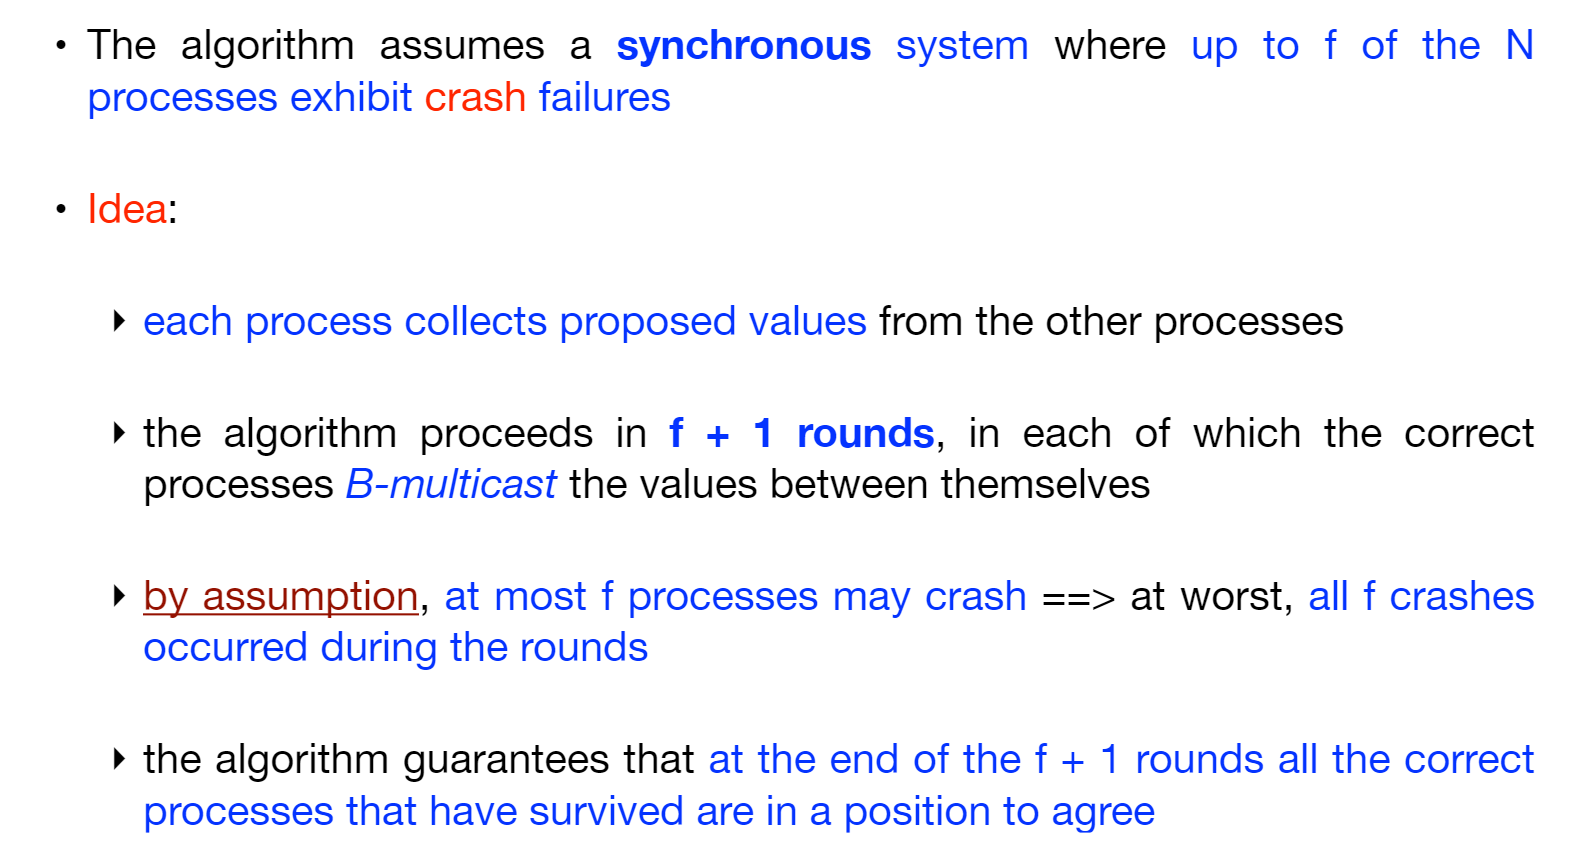 • The algorithm assumes a synchronous system where up to f of the N
processes exhibit crash failures
• Idea:
‣ each process collects proposed values from the other processes
‣ the algorithm proceeds in f + 1 rounds, in each of which the correct
processes B-multicast the values between themselves
‣ by assumption, at most f processes may crash ==> at worst, all f crashes
occurred during the rounds
‣ the algorithm guarantees that at the end of the f + 1 rounds all the correct
processes that have survived are in a position to agree